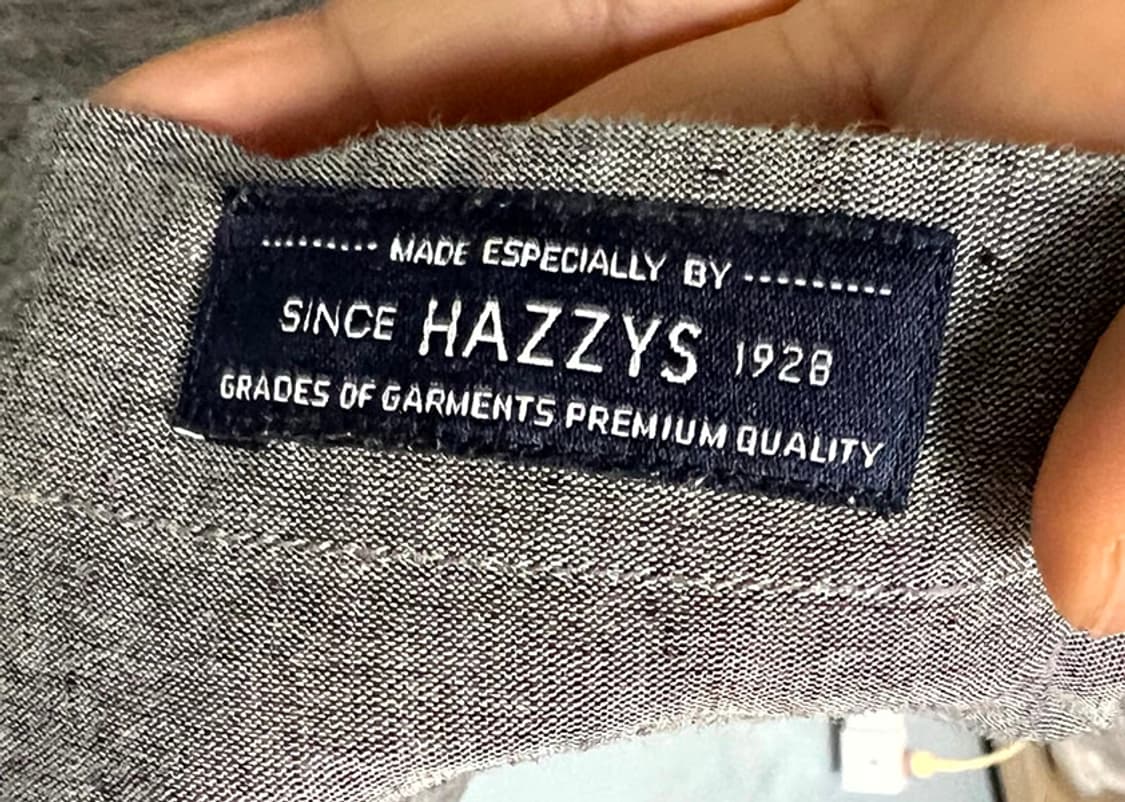 MADE ESPECIALLY BY
SINCE HAZZYS 1928
GRADES OF GARMENTS PREMIUM QUALITY